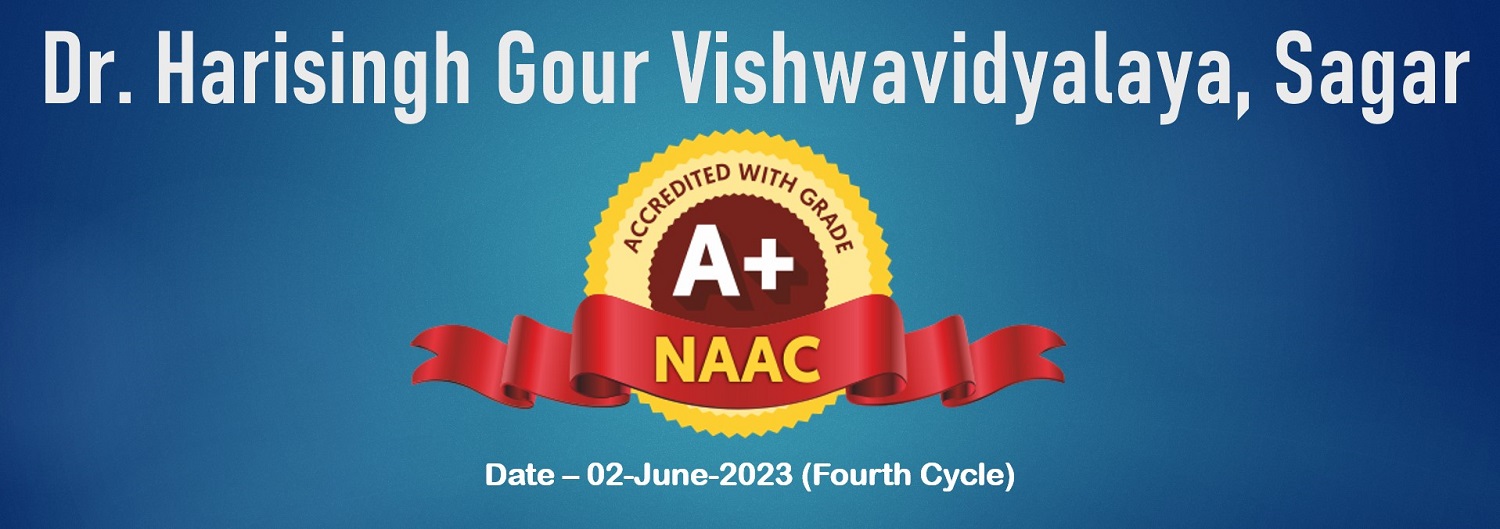 Dr. Harisingh Gour Vishwavidyalaya, Sagar
ACCREDITED WITH GRADE
A+
NAAC
Date – 02-June-2023 (Fourth Cycle)